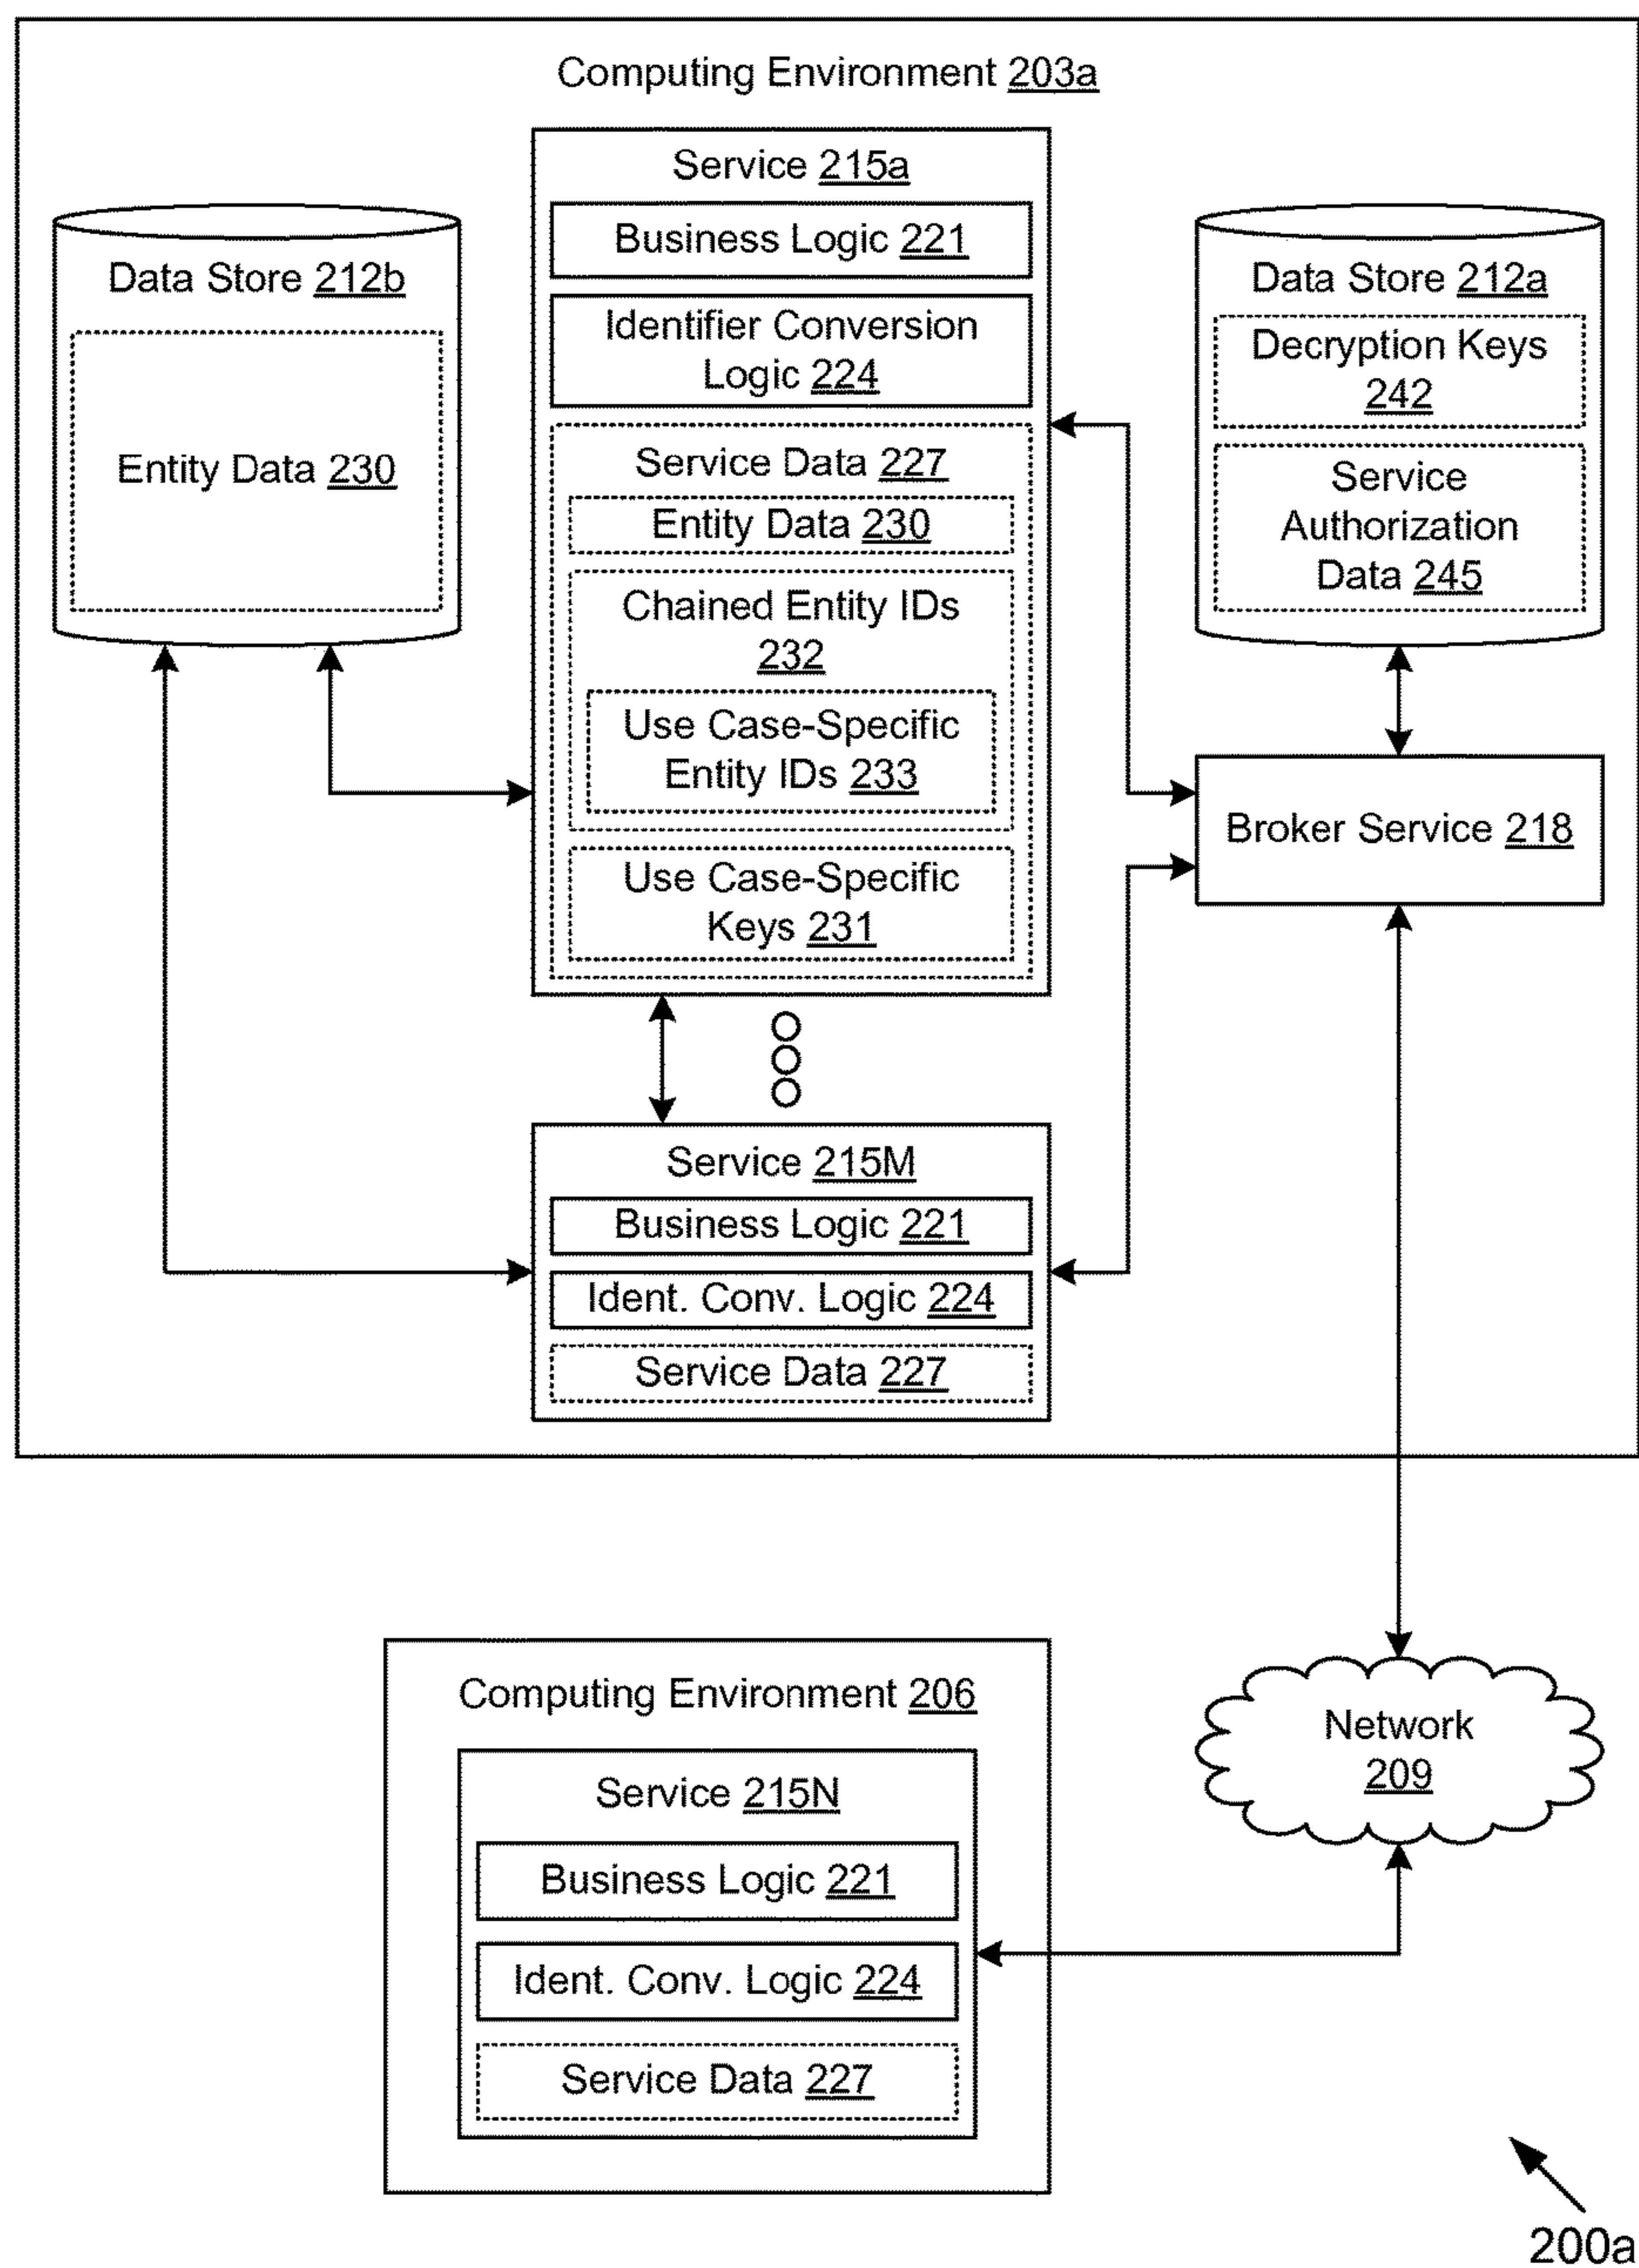 Computing Environment 203a
Service 215a
Business Logic 221
Identifier Conversion
Logic 224
Service Data 227
Entity Data 230
Chained Entity IDs
232
Use Case-Specific
Entity IDs 233
Use Case-Specific
Keys 231
Data Store 212b
Entity Data 230
Data Store 212a
Decryption Keys
242
Service
Authorization
Data 245
Broker Service 218
Service 215M
Business Logic 221
Ident. Conv. Logic 224
Service Data 227
Computing Environment 206
Service 215N
Business Logic 221
Ident. Conv. Logic 224
Service Data 227
Network
209
200a